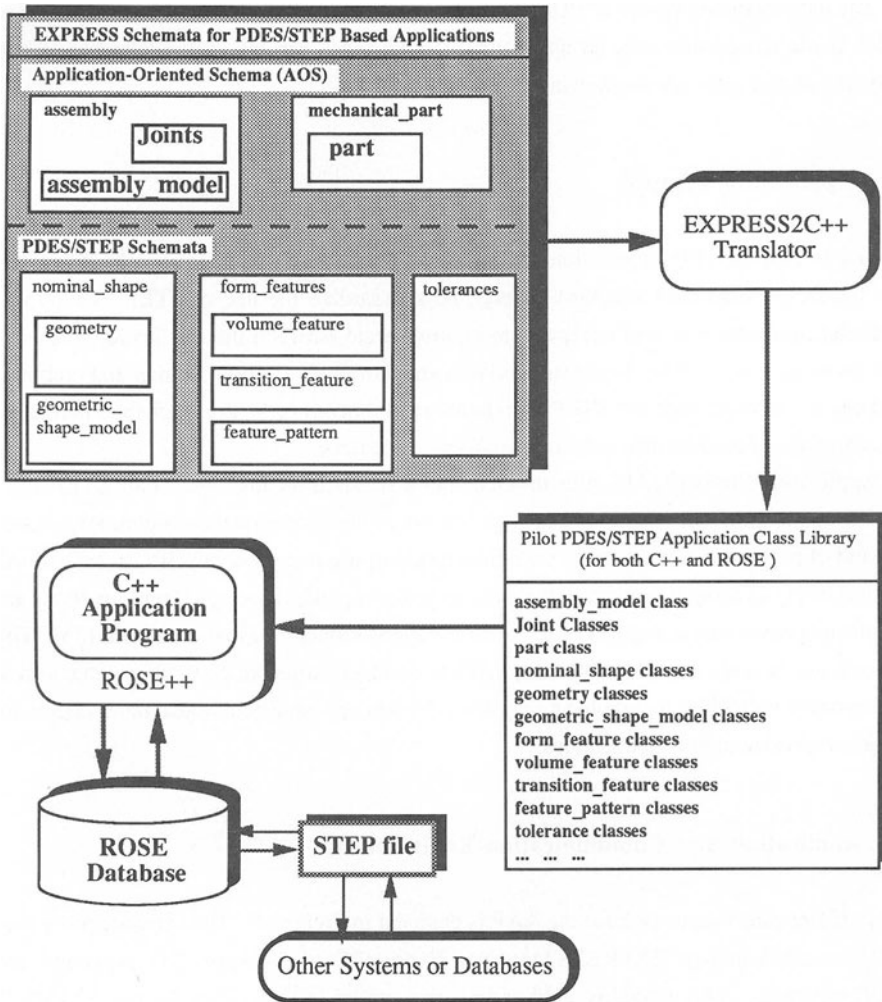 EXPRESS Schemata for PDES/STEP Based Applications
Application-Oriented Schema (AOS)
assembly
Joints
assembly_model
mechanical_part
part
PDES/STEP Schemata
nominal_shape
geometry
geometric_
shape_model
form_features
volume_feature
transition_feature
feature_pattern
tolerances
EXPRESS2C++
Translator
Pilot PDES/STEP Application Class Library
(for both C++ and ROSE )
assembly_model class
Joint Classes
part class
nominal_shape classes
geometry classes
geometric_shape_model classes
form_feature classes
volume_feature classes
transition_feature classes
feature_pattern classes
tolerance classes
... ... ...
C++
Application
Program
ROSE++
ROSE
Database
STEP file
Other Systems or Databases